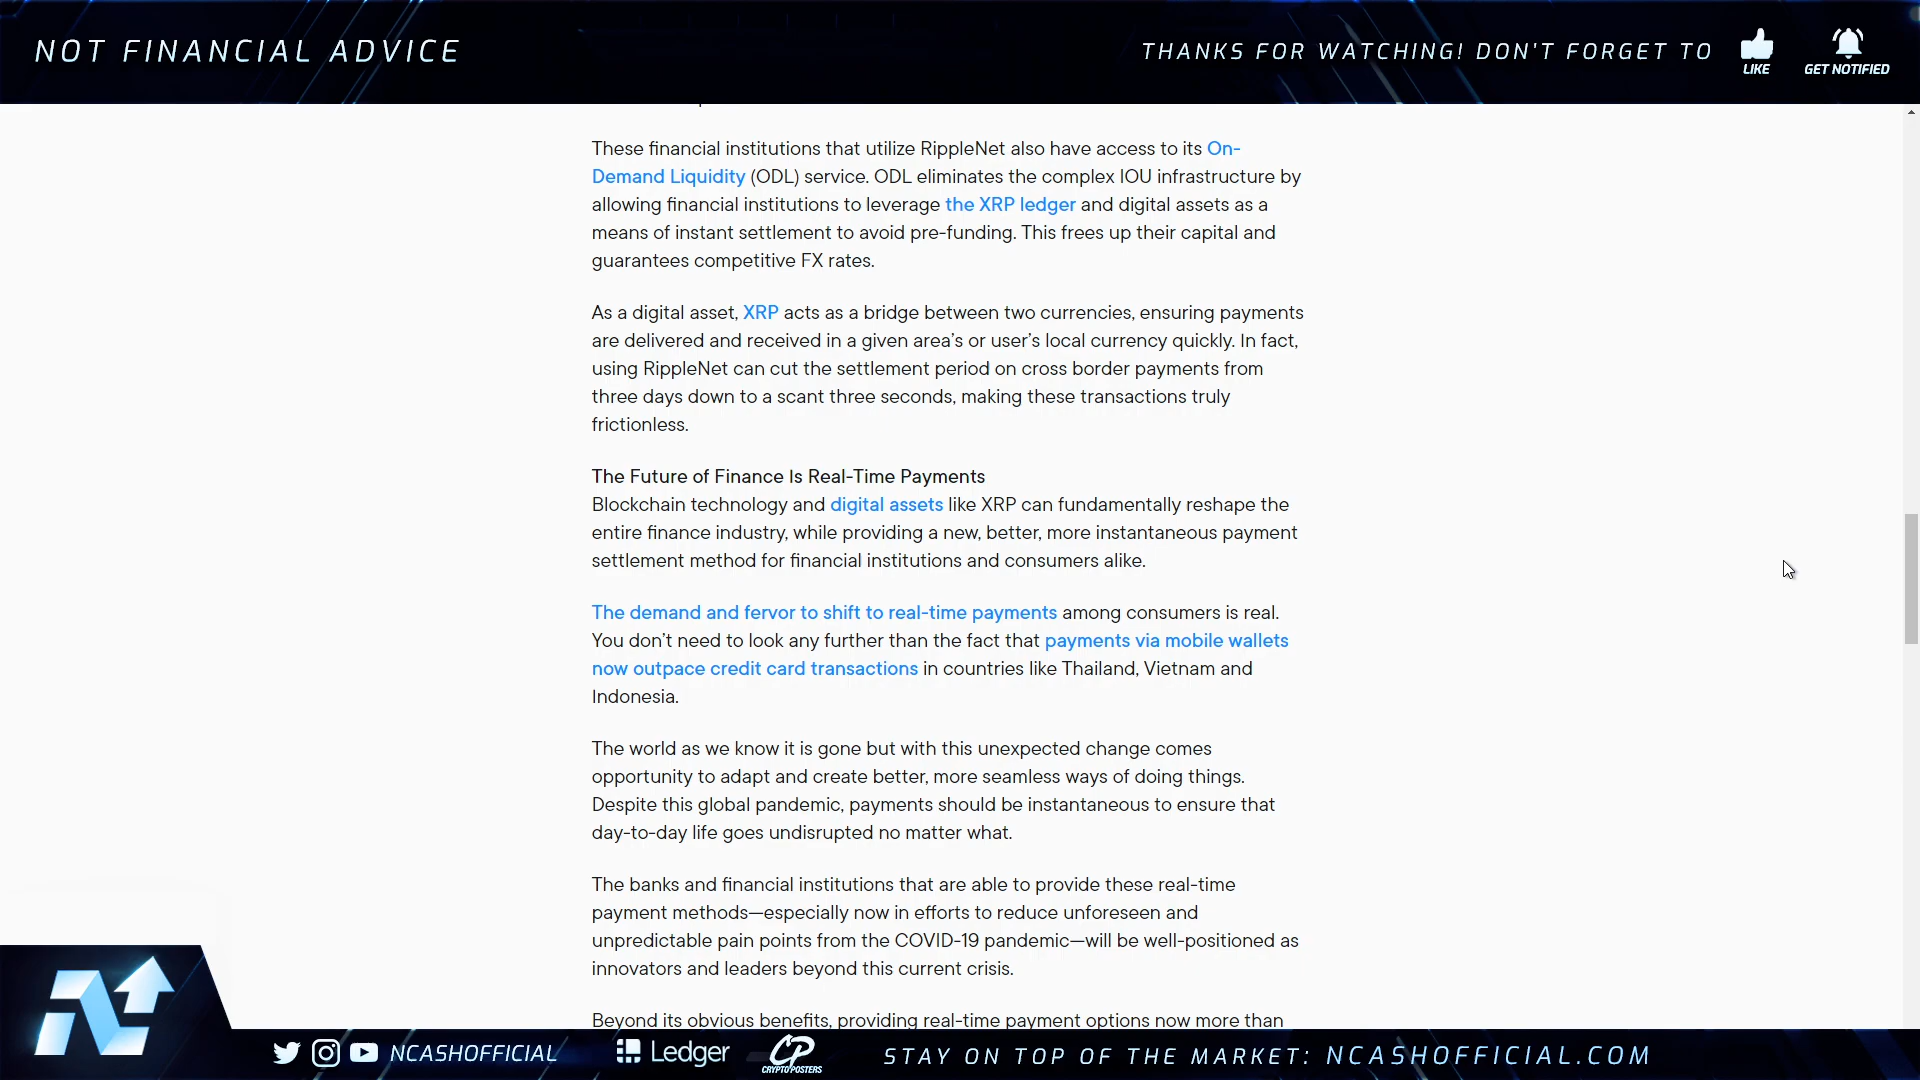 NOT FINANCIAL ADVICE
THANKS FOR WATCHING! DON'T FORGET TO
LIKE
GET NOTIFIED
These financial institutions that utilize RippleNet also have access to its On-
Demand Liquidity (ODL) service. ODL eliminates the complex IOU infrastructure by
allowing financial institutions to leverage the XRP ledger and digital assets as a
means of instant settlement to avoid pre-funding. This frees up their capital and
guarantees competitive FX rates.
As a digital asset, XRP acts as a bridge between two currencies, ensuring payments
are delivered and received in a given area’s or user’s local currency quickly. In fact,
using RippleNet can cut the settlement period on cross border payments from
three days down to a scant three seconds, making these transactions truly
frictionless.
The Future of Finance Is Real-Time Payments
Blockchain technology and digital assets like XRP can fundamentally reshape the
entire finance industry, while providing a new, better, more instantaneous payment
settlement method for financial institutions and consumers alike.
The demand and fervor to shift to real-time payments among consumers is real.
You don’t need to look any further than the fact that payments via mobile wallets
now outpace credit card transactions in countries like Thailand, Vietnam and
Indonesia.
The world as we know it is gone but with this unexpected change comes
opportunity to adapt and create better, more seamless ways of doing things.
Despite this global pandemic, payments should be instantaneous to ensure that
day-to-day life goes undisrupted no matter what.
The banks and financial institutions that are able to provide these real-time
payment methods—especially now in efforts to reduce unforeseen and
unpredictable pain points from the COVID-19 pandemic—will be well-positioned as
innovators and leaders beyond this current crisis.
Beyond its obvious benefits, providing real-time payment options now more than
NCASHOFFICIAL
Ledger
CP
CRYPTOPOSTERS
STAY ON TOP OF THE MARKET: NCASHOFFICIAL.COM